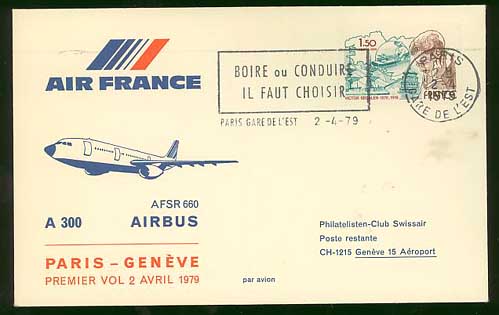 AIR FRANCE
BOIRE ou CONDUIRE
IL FAUT CHOISIR
PARIS GARE DE L'EST 2-4-79
1,50
VICTOR SEGALEN 1878-1919
PARIS
1979
GARE DE L'EST
AFSR 660
A 300 AIRBUS
PARIS – GENÈVE
PREMIER VOL 2 AVRIL 1979
par avion
Philatelisten-Club Swissair
Poste restante
CH-1215 Genève 15 Aéroport